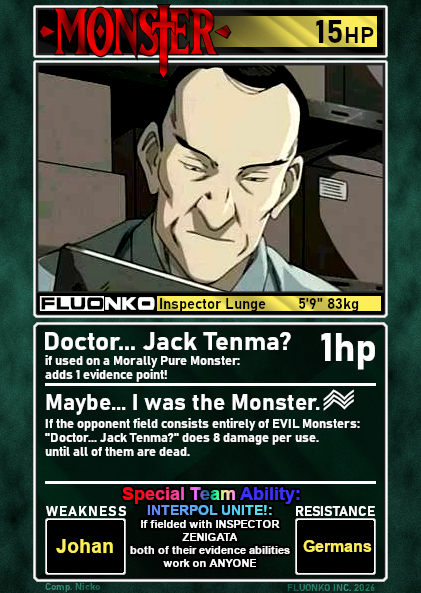 MONSTER
15HP
FLUONKO Inspector Lunge 5'9" 83kg
Doctor... Jack Tenma? 1hp
if used on a Morally Pure Monster:
adds 1 evidence point!
Maybe... I was the Monster.
If the opponent field consists entirely of EVIL Monsters:
"Doctor... Jack Tenma?" does 8 damage per use.
until all of them are dead.
Special Team Ability:
INTERPOL UNITE!:
If fielded with INSPECTOR
ZENIGATA
both of their evidence abilities
work on ANYONE
WEAKNESS
Johan
RESISTANCE
Germans
Comp. Nicko
FLUONKO INC. 2026